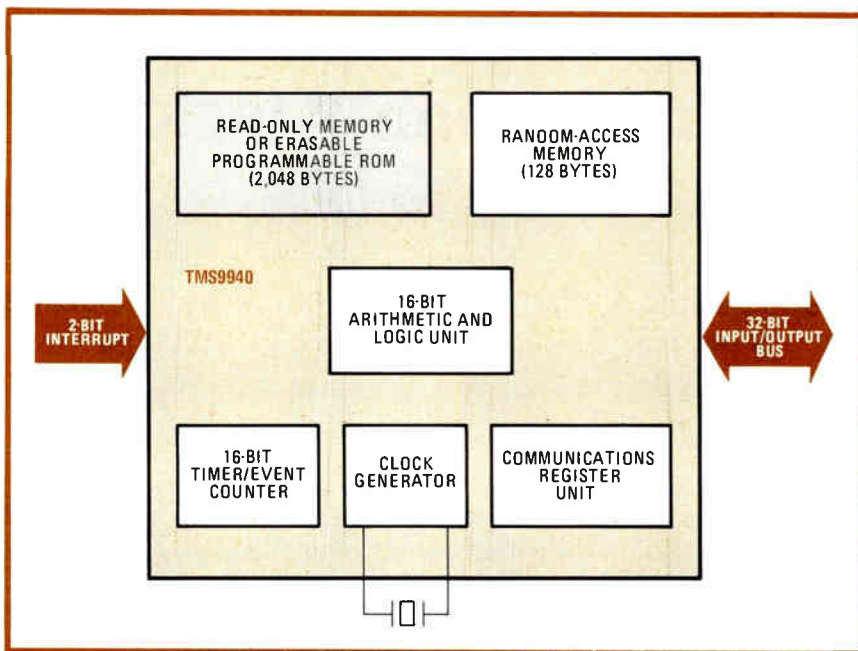 READ-ONLY MEMORY
OR ERASABLE
PROGRAMMABLE ROM
(2,048 BYTES)
RANDOM-ACCESS
MEMORY
(128 BYTES)
TMS9940
16-BIT
ARITHMETIC AND
LOGIC UNIT
2-BIT
INTERRUPT
32-BIT
INPUT/OUTPUT
BUS
16-BIT
TIMER/EVENT
COUNTER
CLOCK
GENERATOR
COMMUNICATIONS
REGISTER
UNIT